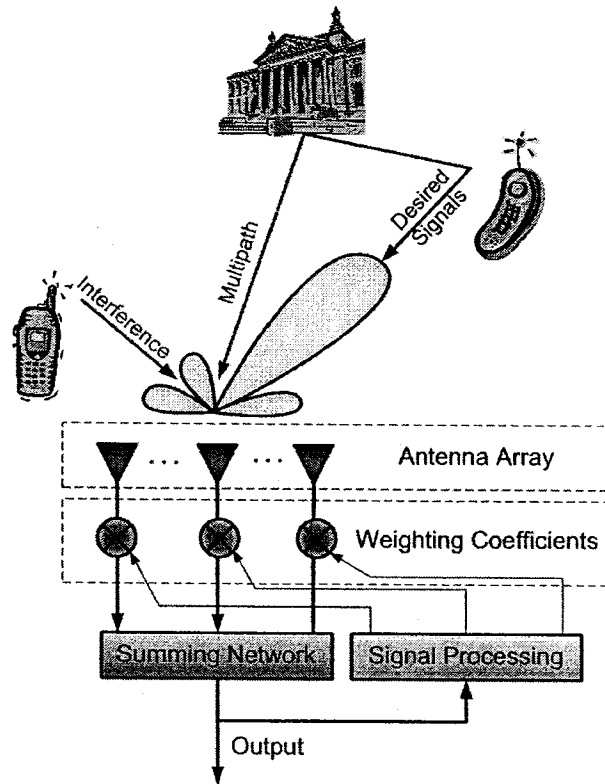 Desired
Signals
Multipath
Interference
Antenna Array
Weighting Coefficients
Summing Network
Signal Processing
Output